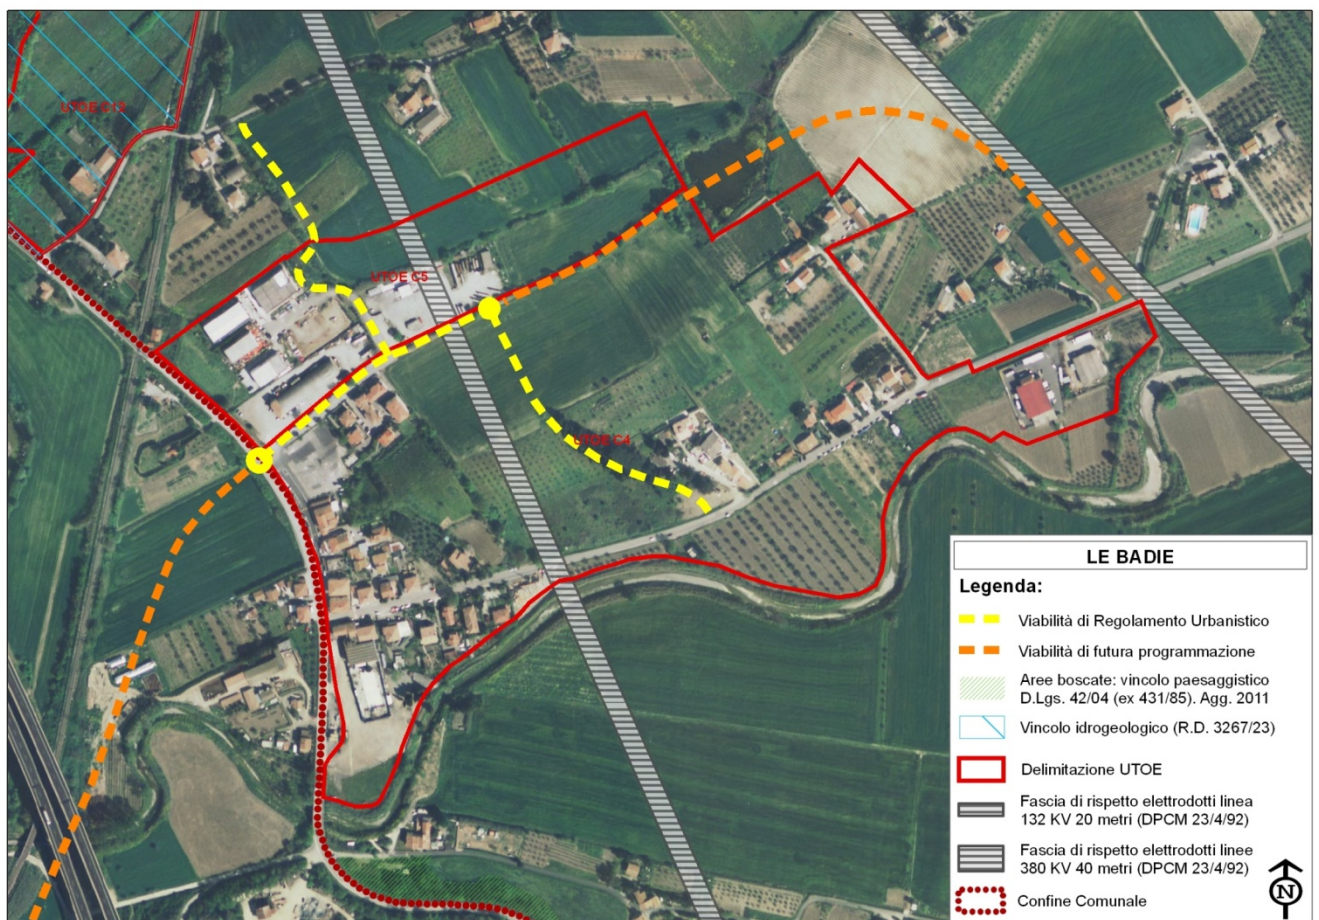 UTOE C13
UTOE C5
UTOE C4
LE BADIE
Legenda:
Viabilità di Regolamento Urbanistico
Viabilità di futura programmazione
Aree boscate: vincolo paesaggistico
D.Lgs. 42/04 (ex 431/85). Agg. 2011
Vincolo idrogeologico (R.D. 3267/23)
Delimitazione UTOE
Fascia di rispetto elettrodotti linea
132 KV 20 metri (DPCM 23/4/92)
Fascia di rispetto elettrodotti linee
380 KV 40 metri (DPCM 23/4/92)
Confine Comunale
N